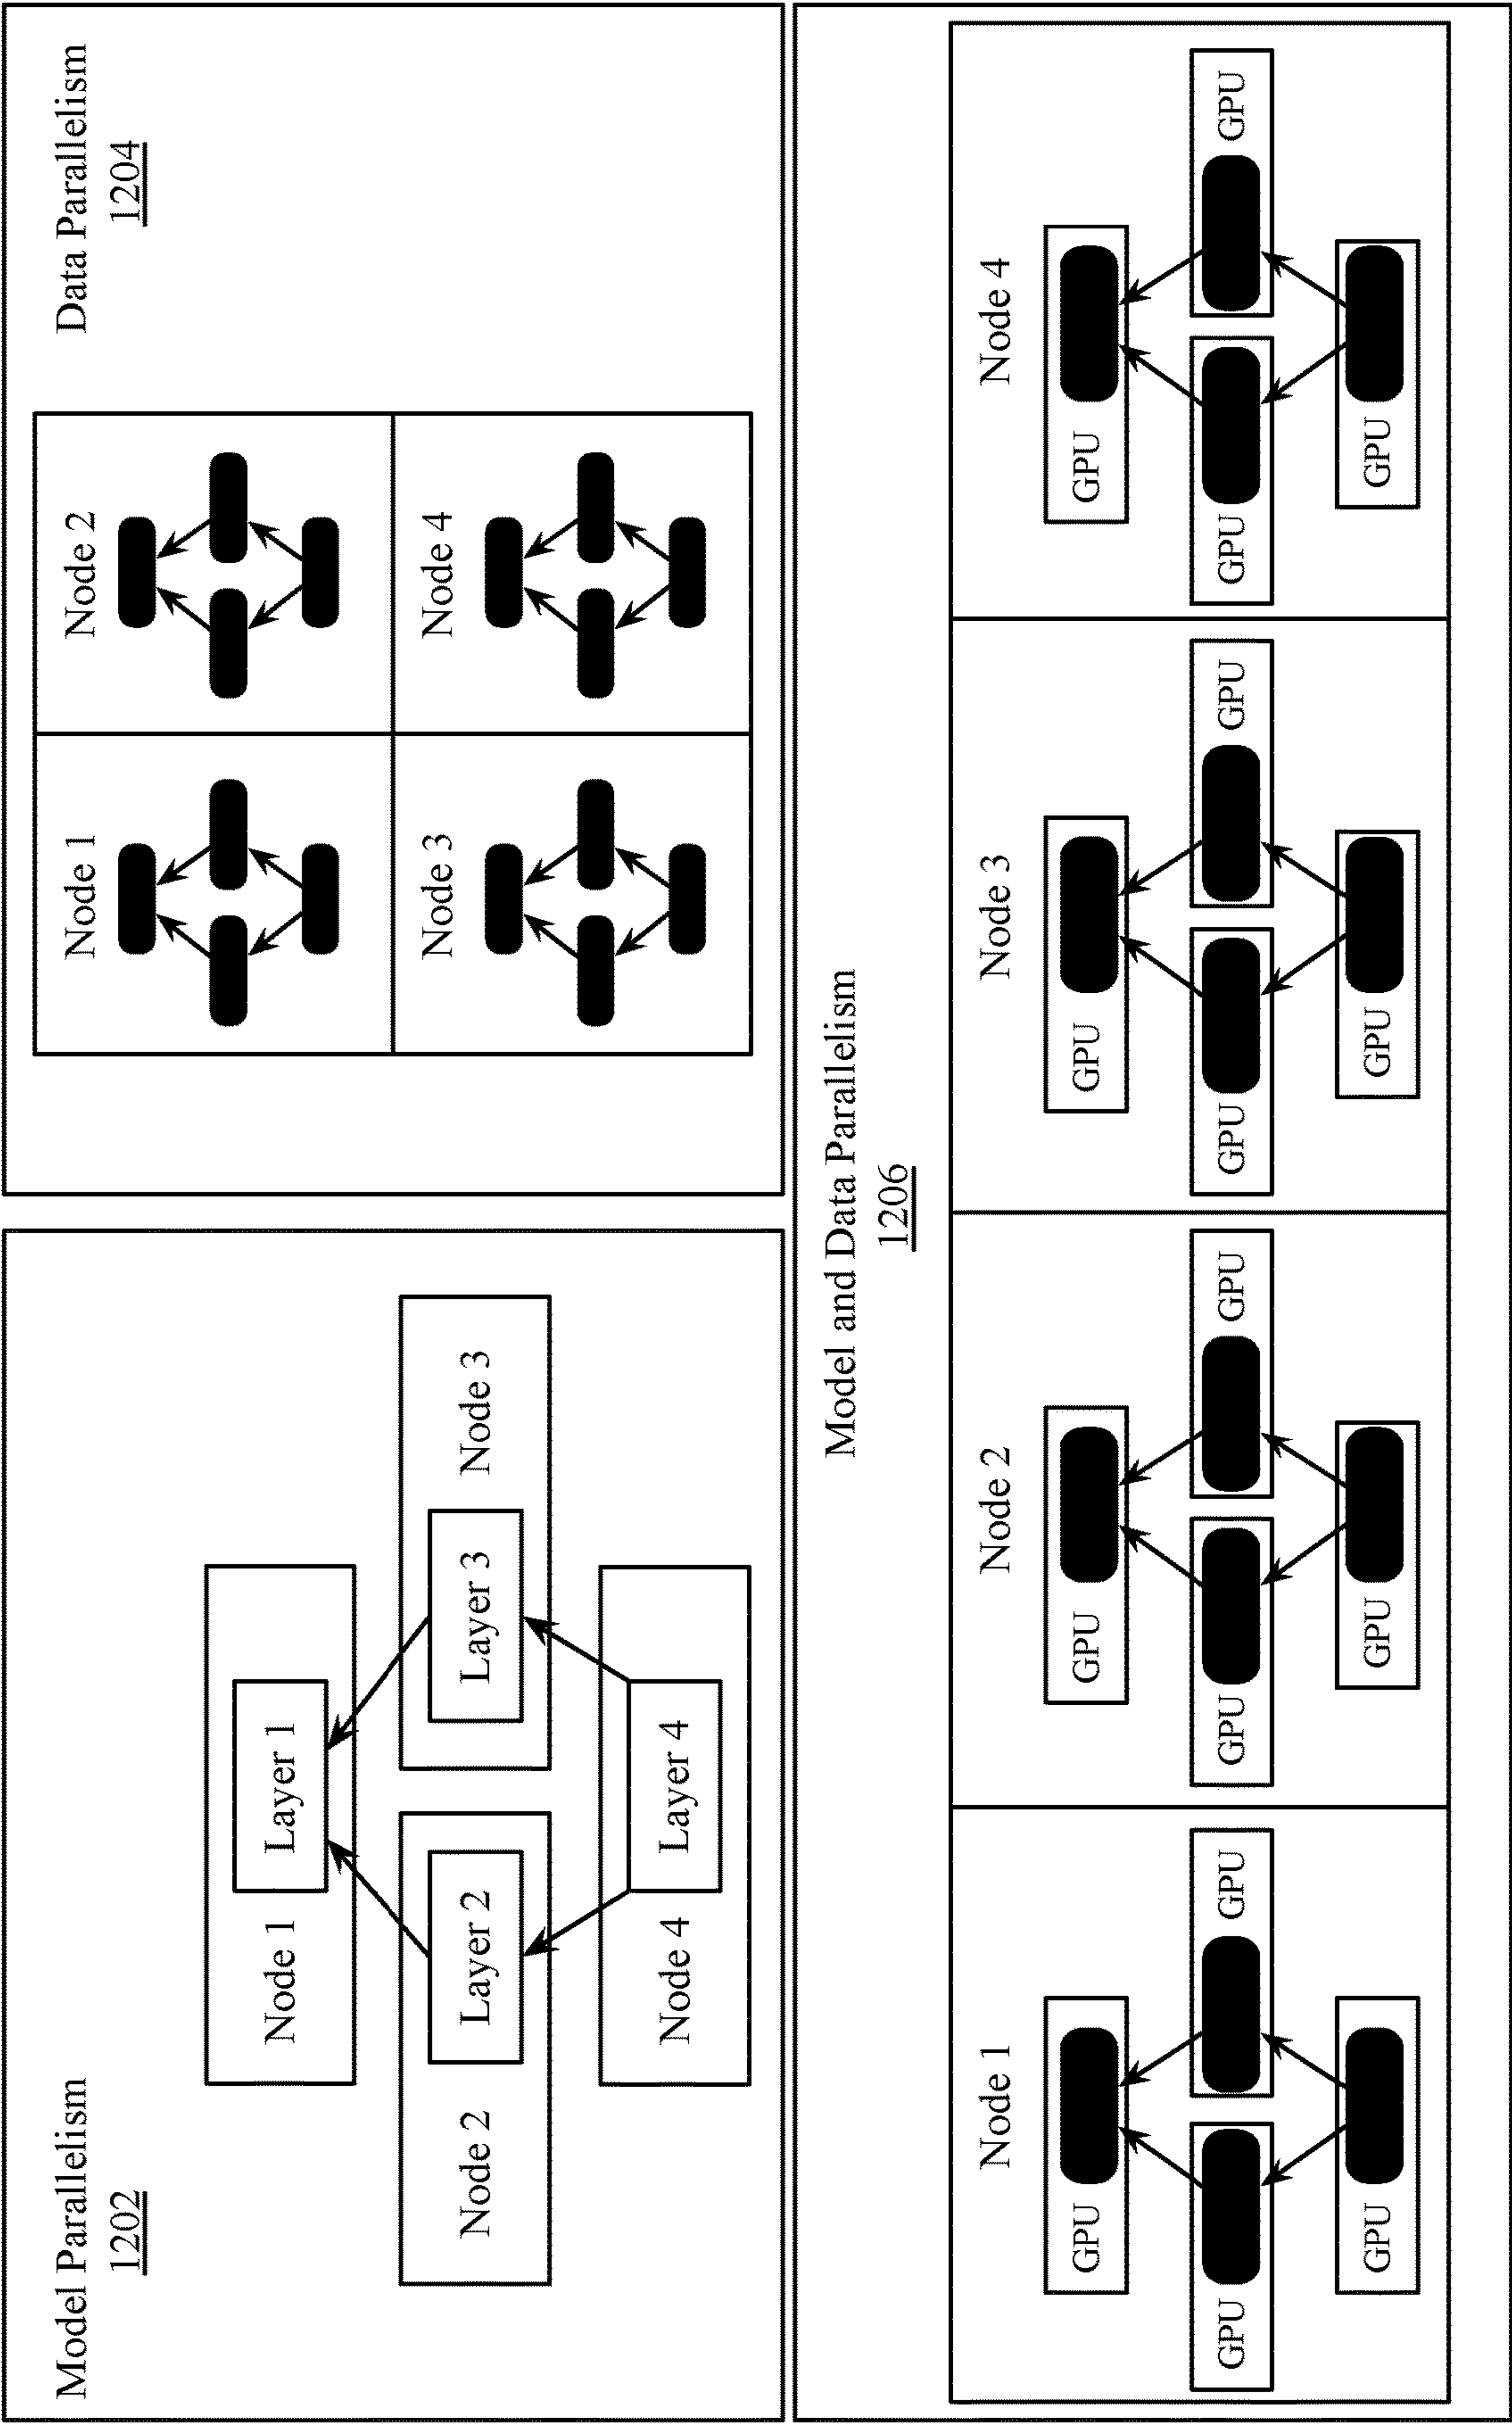 Model Parallelism
1202
Node 1
Layer 1
Node 2
Layer 2
Layer 3
Node 3
Node 4
Layer 4
Data Parallelism
1204
Node 1
Node 2
Node 3
Node 4
Model and Data Parallelism
1206
Node 1
GPU
GPU
GPU
GPU
Node 2
GPU
GPU
GPU
GPU
Node 3
GPU
GPU
GPU
GPU
Node 4
GPU
GPU
GPU
GPU